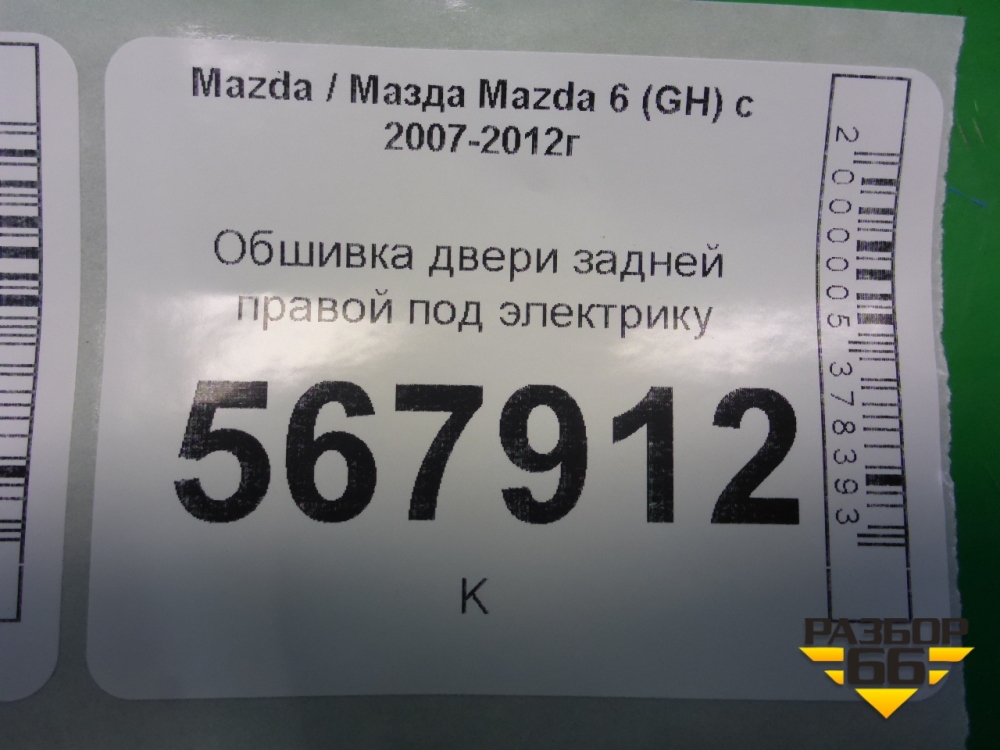 Mazda / Мазда Mazda 6 (GH) с
2007-2012г
Обшивка двери задней
правой под электрику
567912
К
2000005378393
РАЗБОР
66